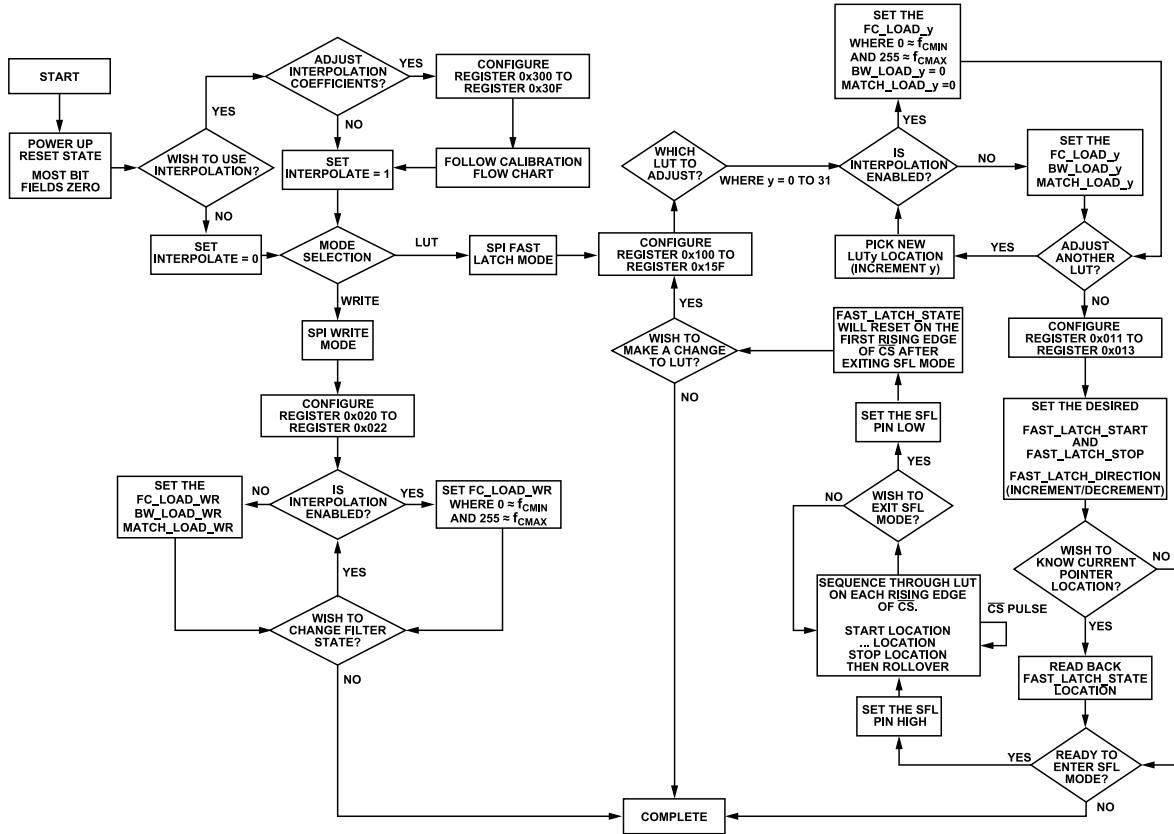 START
POWER UP
RESET STATE
MOST BIT
FIELDS ZERO
WISH TO USE
INTERPOLATION?
YES
NO
ADJUST
INTERPOLATION
COEFFICIENTS?
YES
NO
CONFIGURE
REGISTER 0x300 TO
REGISTER 0x30F
FOLLOW CALIBRATION
FLOW CHART
SET
INTERPOLATE = 1
SET
INTERPOLATE = 0
MODE
SELECTION
LUT
WRITE
SPI FAST
LATCH MODE
SPI WRITE
MODE
CONFIGURE
REGISTER 0x020 TO
REGISTER 0x022
IS
INTERPOLATION
ENABLED?
NO
YES
SET THE
FC_LOAD_WR
BW_LOAD_WR
MATCH_LOAD_WR
SET FC_LOAD_WR
WHERE 0 ≈ fCMIN
AND 255 ≈ fCMAX
YES
WISH TO
CHANGE FILTER
STATE?
NO
CONFIGURE
REGISTER 0x100 TO
REGISTER 0x15F
WHICH
LUT TO
ADJUST?
WHERE y = 0 TO 31
IS
INTERPOLATION
ENABLED?
YES
NO
SET THE
FC_LOAD_y
WHERE 0 ≈ fCMIN
AND 255 ≈ fCMAX
BW_LOAD_y = 0
MATCH_LOAD_y =0
SET THE
FC_LOAD_y
BW_LOAD_y
MATCH_LOAD_y
ADJUST
ANOTHER
LUT?
YES
NO
PICK NEW
LUTy LOCATION
(INCREMENT y)
CONFIGURE
REGISTER 0x011 TO
REGISTER 0x013
SET THE DESIRED
FAST_LATCH_START
AND
FAST_LATCH_STOP
FAST_LATCH_DIRECTION
(INCREMENT/DECREMENT)
WISH TO
KNOW CURRENT
POINTER
LOCATION?
NO
YES
READ BACK
FAST_LATCH_STATE
LOCATION
READY TO
ENTER SFL
MODE?
YES
NO
SET THE SFL
PIN HIGH
SEQUENCE THROUGH LUT
ON EACH RISING EDGE
OF C̅S̅.
START LOCATION
... LOCATION
STOP LOCATION
THEN ROLLOVER
C̅S̅ PULSE
WISH TO
EXIT SFL
MODE?
NO
YES
SET THE SFL
PIN LOW
FAST_LATCH_STATE
WILL RESET ON THE
FIRST RISING EDGE
OF C̅S̅ AFTER
EXITING SFL MODE
WISH TO
MAKE A CHANGE
TO LUT?
YES
NO
COMPLETE